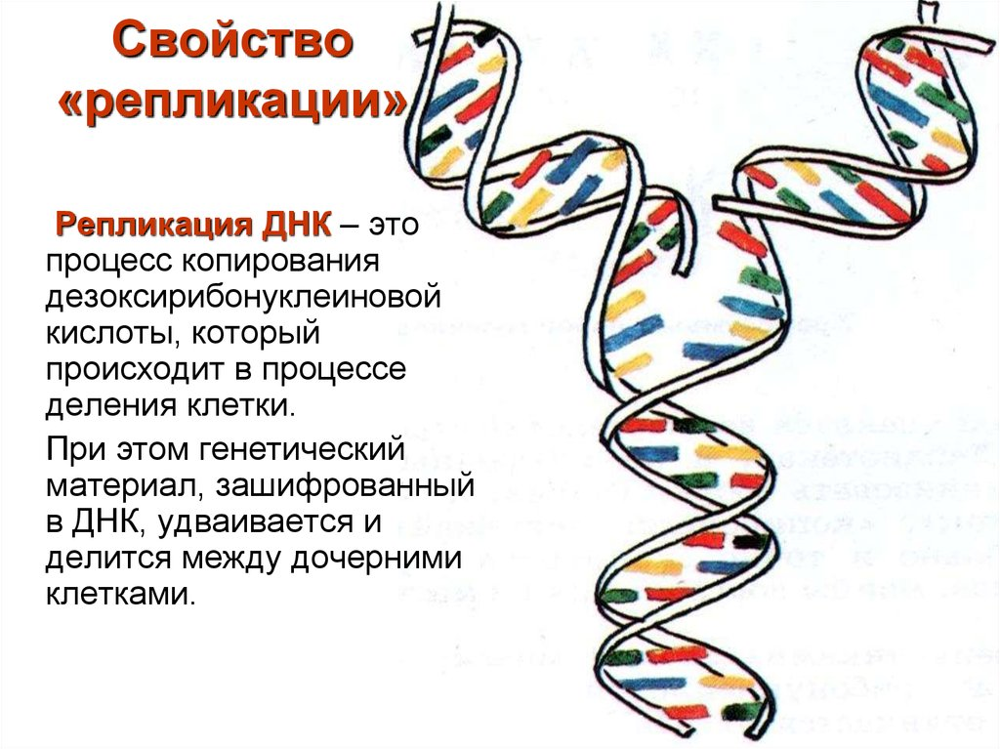 Свойство
«репликации»
Репликация ДНК – это
процесс копирования
дезоксирибонуклеиновой
кислоты, который
происходит в процессе
деления клетки.
При этом генетический
материал, зашифрованный
в ДНК, удваивается и
делится между дочерними
клетками.